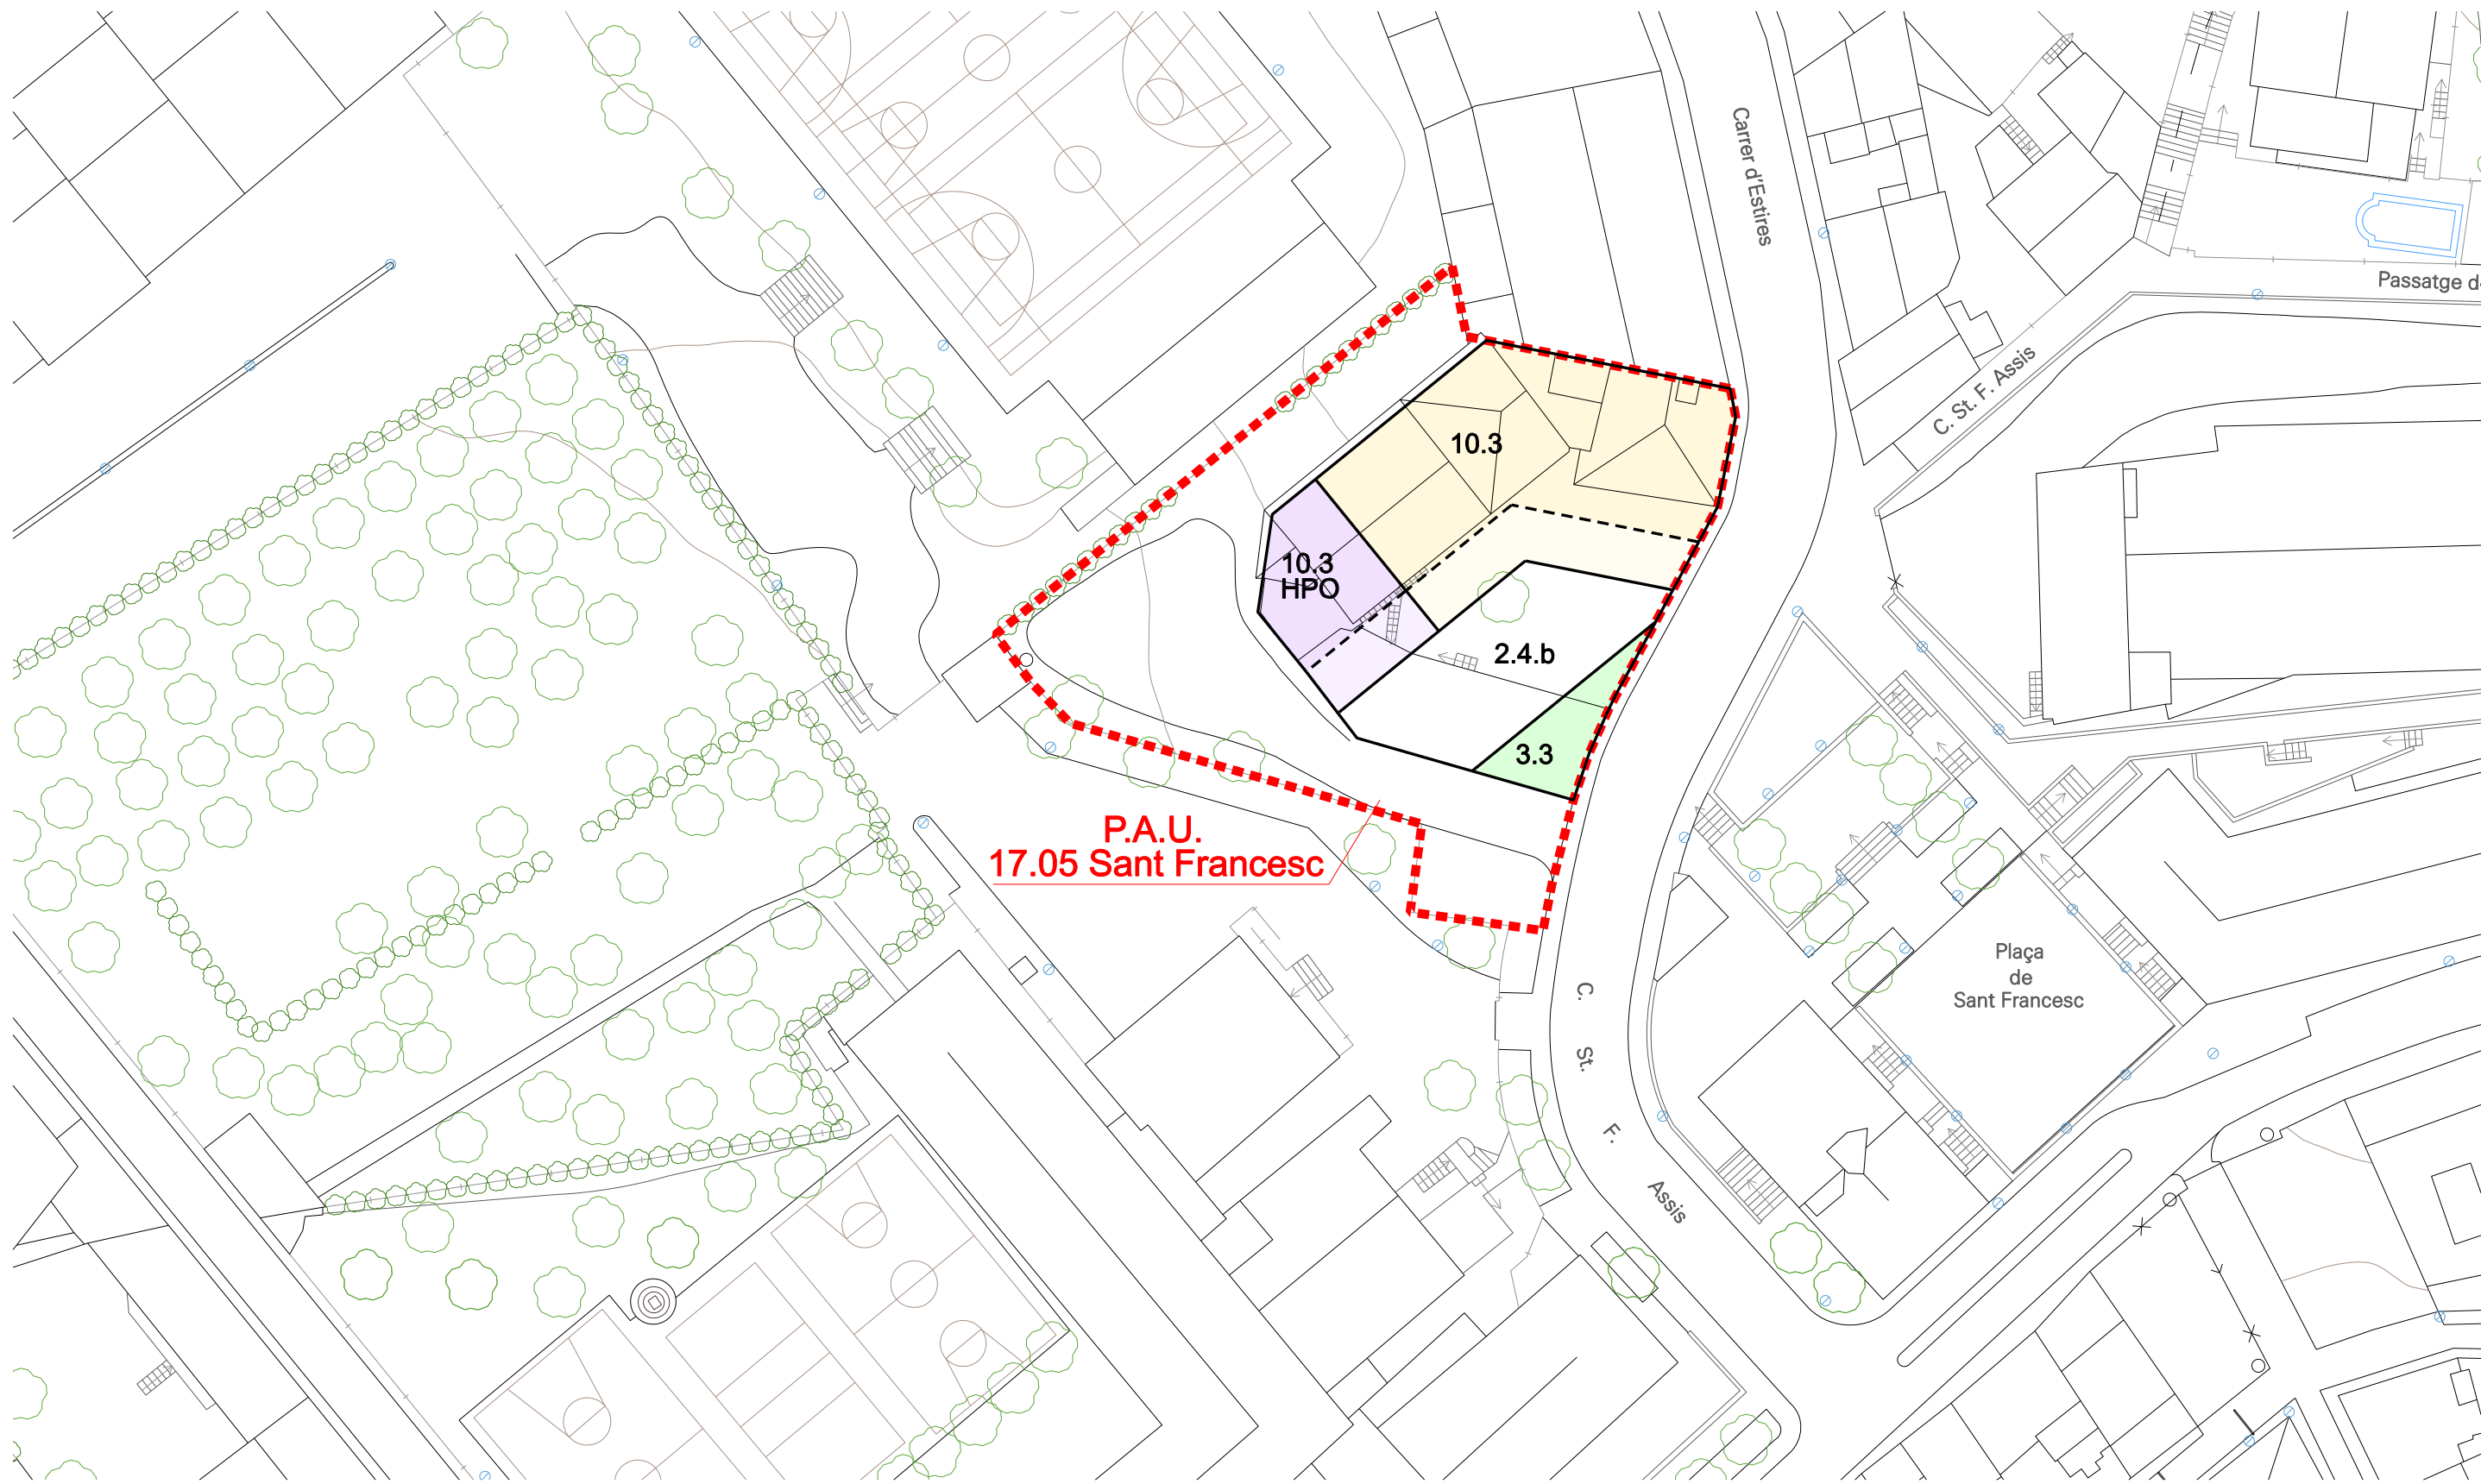 Carrer d'Estires
Passatge d
C. St. F. Assis
10.3
10.3
HPO
2.4.b
3.3
P.A.U.
17.05 Sant Francesc
Plaça
de
Sant Francesc
C. St. F. Assis